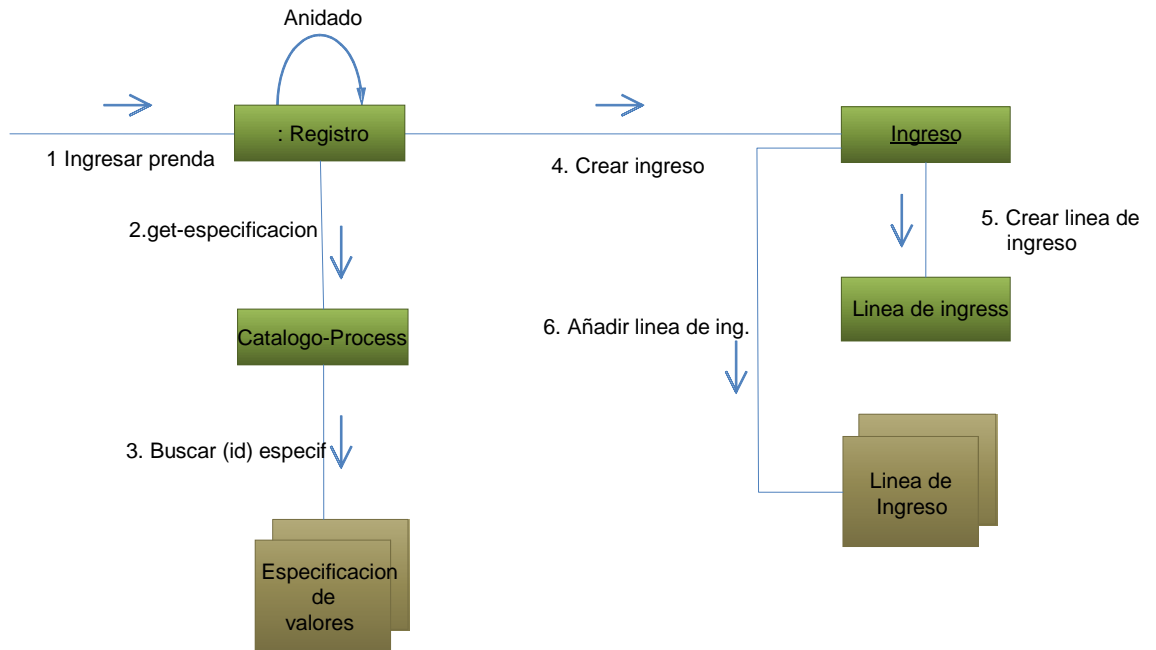 Anidado
: Registro
Ingreso
1 Ingresar prenda
4. Crear ingreso
2.get-especificacion
5. Crear linea de
ingreso
Catalogo-Process
6. Añadir linea de ing.
Linea de ingress
3. Buscar (id) especif
Linea de
Ingreso
Especificacion
de
valores